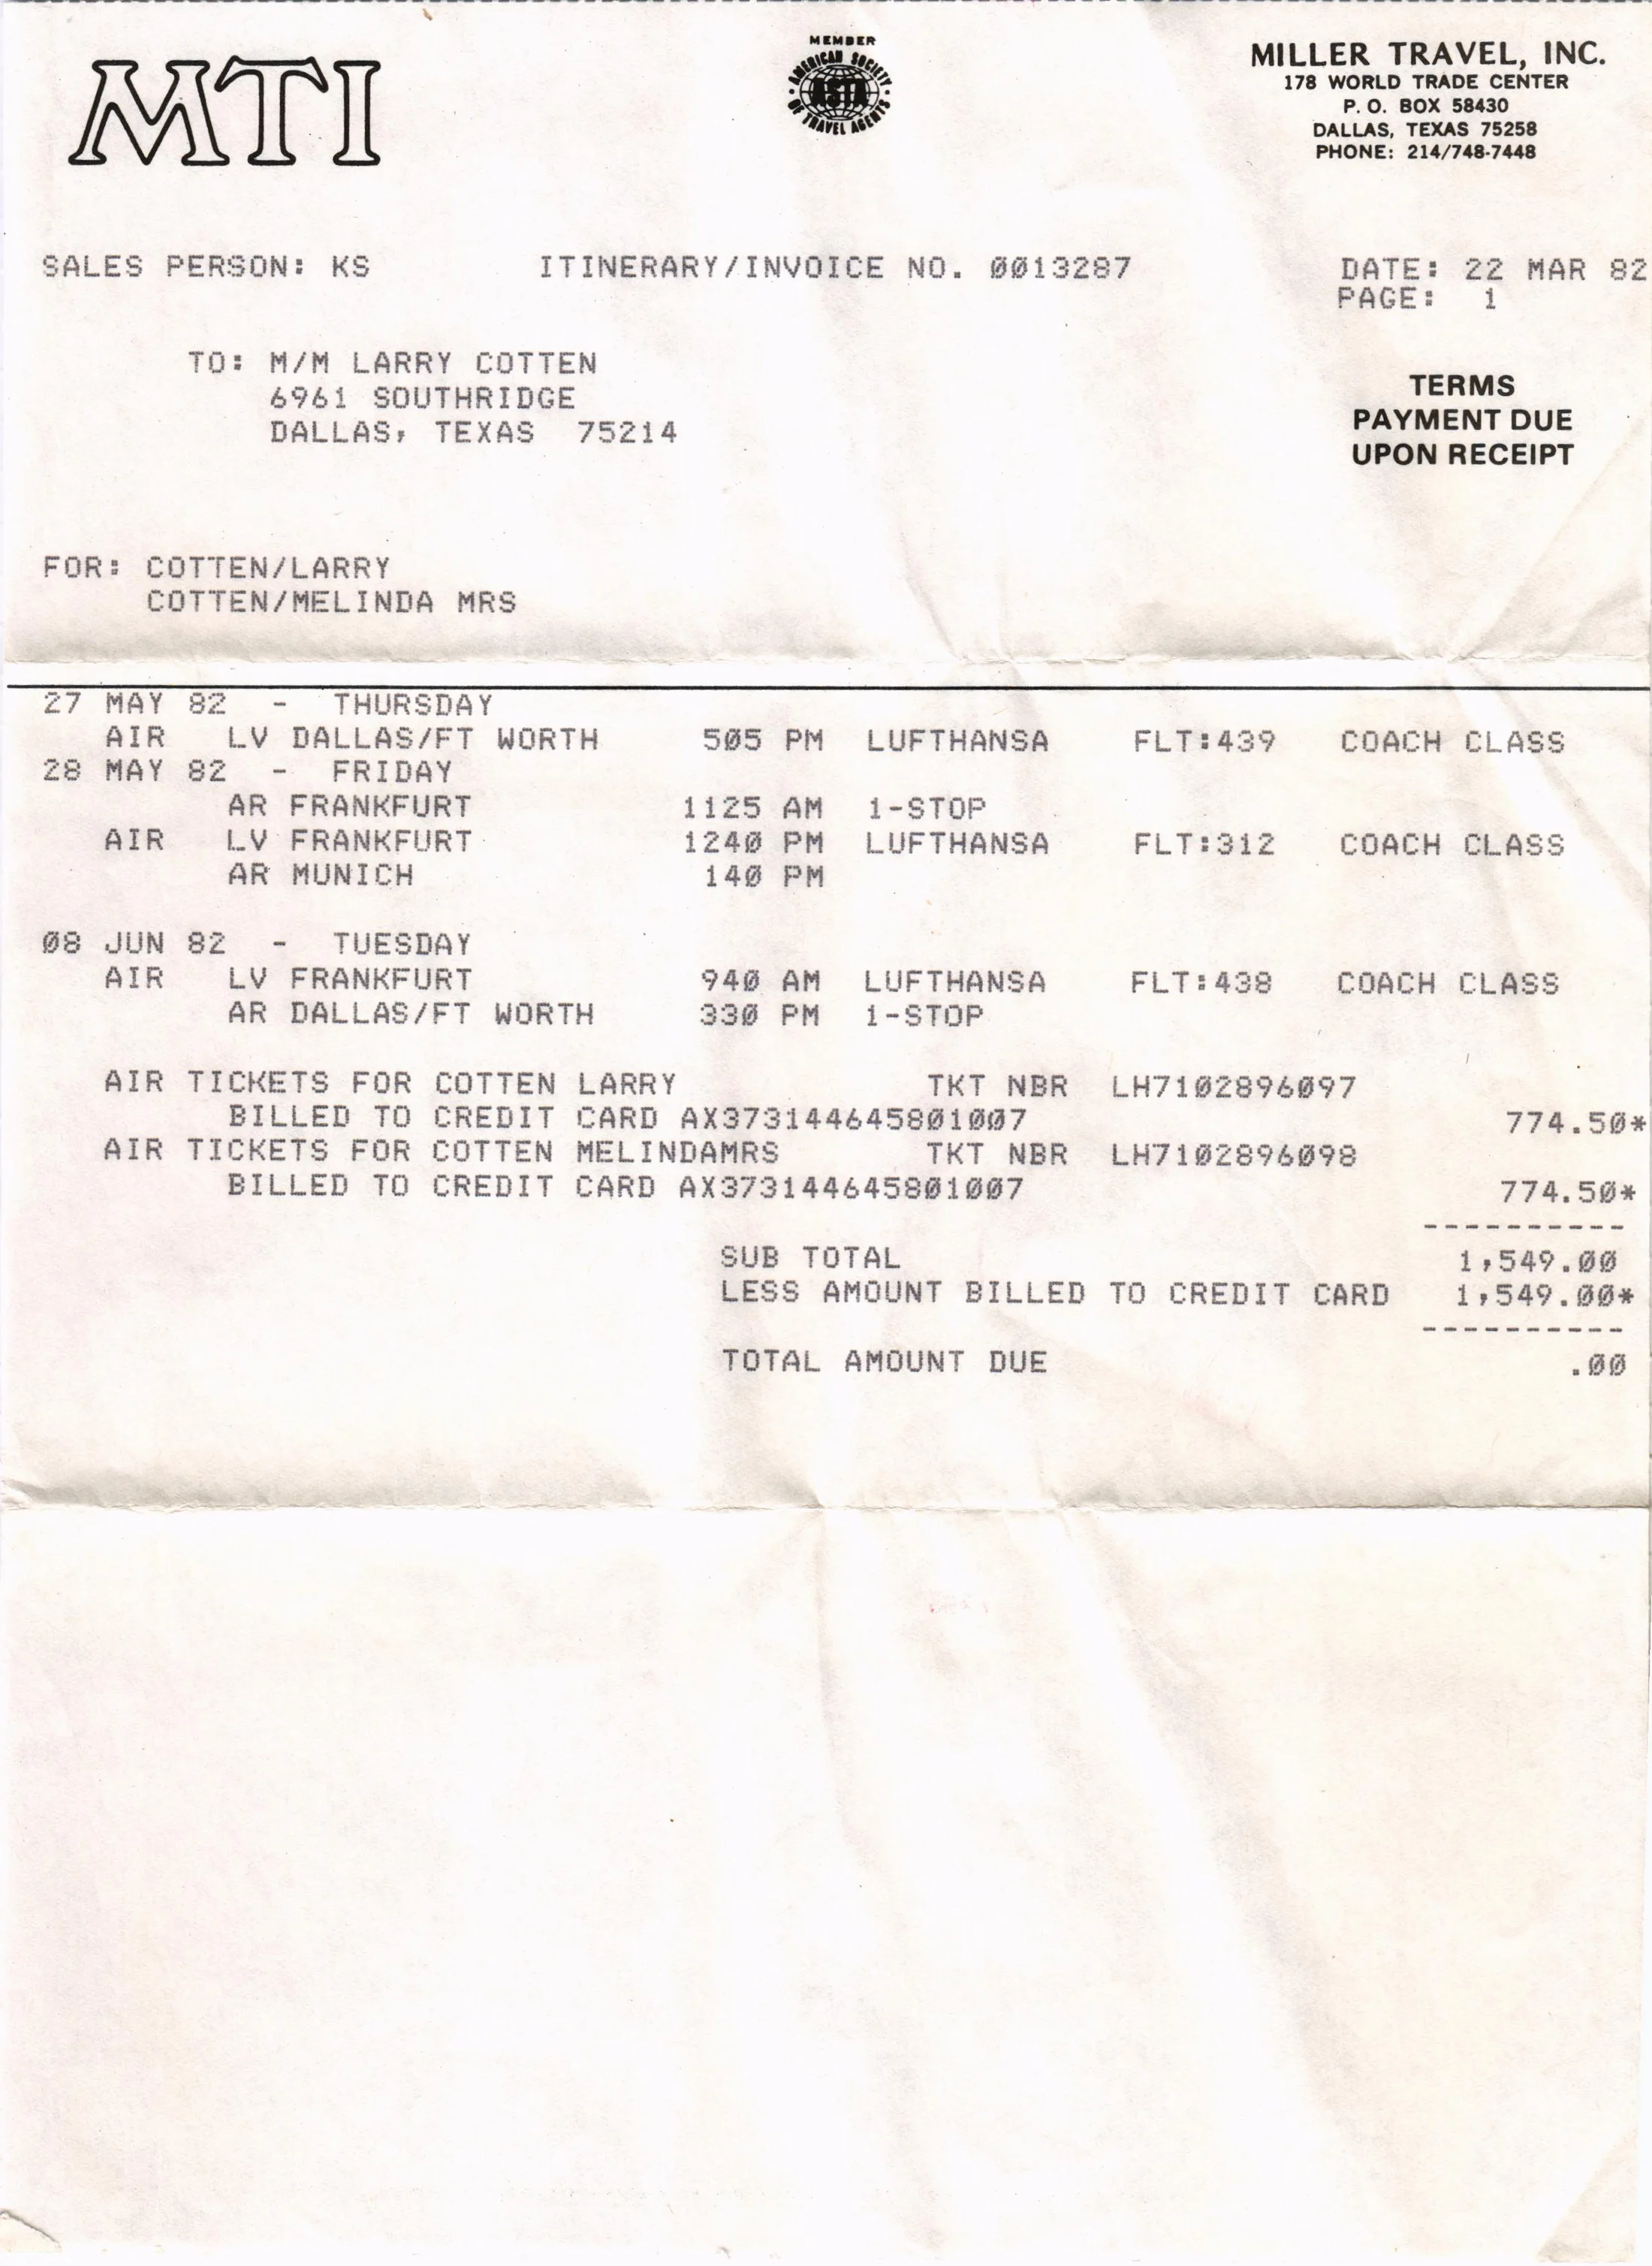 MTI
MEMBER
AMERICAN SOCIETY
ASTA
OF TRAVEL AGENTS
MILLER TRAVEL, INC.
178 WORLD TRADE CENTER
P. O. BOX 58430
DALLAS, TEXAS 75258
PHONE: 214/748-7448
SALES PERSON: KS ITINERARY/INVOICE NO. 0013287 DATE: 22 MAR 82
PAGE: 1
TO: M/M LARRY COTTEN
6961 SOUTHRIDGE
DALLAS, TEXAS 75214
TERMS
PAYMENT DUE
UPON RECEIPT
FOR: COTTEN/LARRY
COTTEN/MELINDA MRS
27 MAY 82 - THURSDAY
AIR LV DALLAS/FT WORTH 505 PM LUFTHANSA FLT:439 COACH CLASS
28 MAY 82 - FRIDAY
AR FRANKFURT 1125 AM 1-STOP
AIR LV FRANKFURT 1240 PM LUFTHANSA FLT:312 COACH CLASS
AR MUNICH 140 PM
08 JUN 82 - TUESDAY
AIR LV FRANKFURT 940 AM LUFTHANSA FLT:438 COACH CLASS
AR DALLAS/FT WORTH 330 PM 1-STOP
AIR TICKETS FOR COTTEN LARRY TKT NBR LH7102896097
BILLED TO CREDIT CARD AX373144645801007 774.50*
AIR TICKETS FOR COTTEN MELINDAMRS TKT NBR LH7102896098
BILLED TO CREDIT CARD AX373144645801007 774.50*
----------
SUB TOTAL 1,549.00
LESS AMOUNT BILLED TO CREDIT CARD 1,549.00*
----------
TOTAL AMOUNT DUE .00